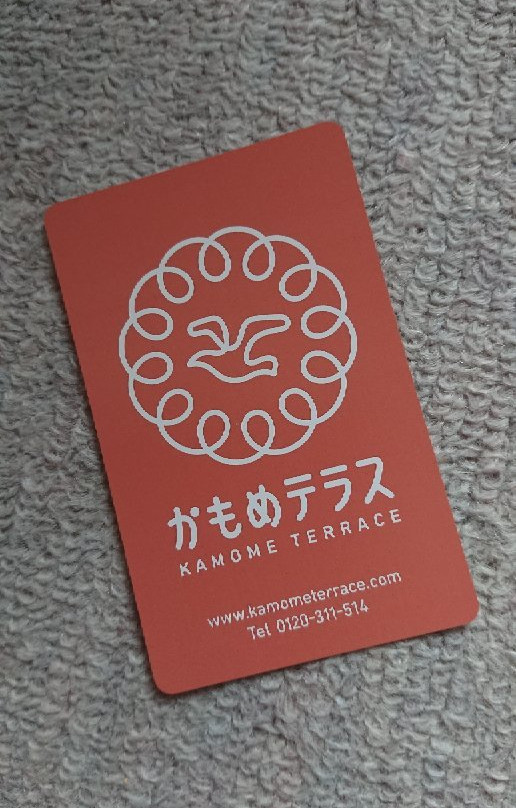 かもめテラス
KAMOME TERRACE
www.kamometerrace.com
Tel 0120-311-514